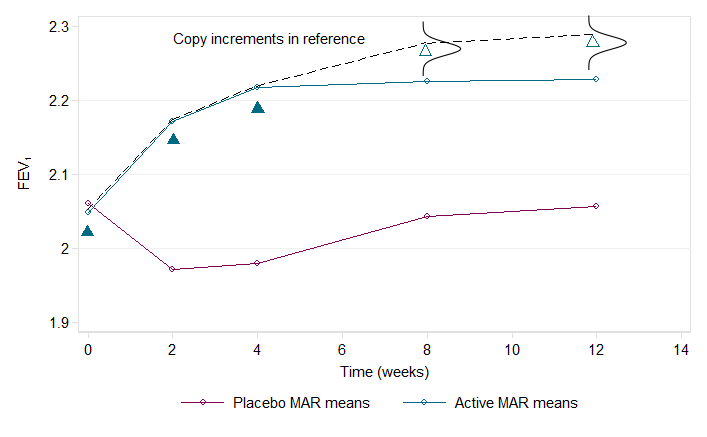 2.3
Copy increments in reference
2.2
2.1
FEV₁
2
1.9
0 2 4 6 8 10 12 14
Time (weeks)
Placebo MAR means Active MAR means